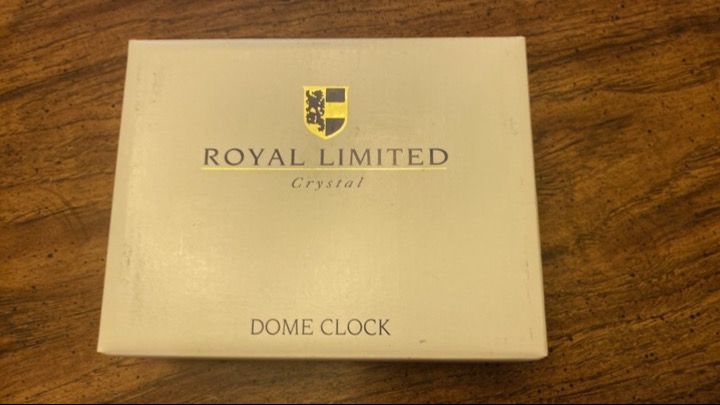 ROYAL LIMITED
Crystal
DOME CLOCK